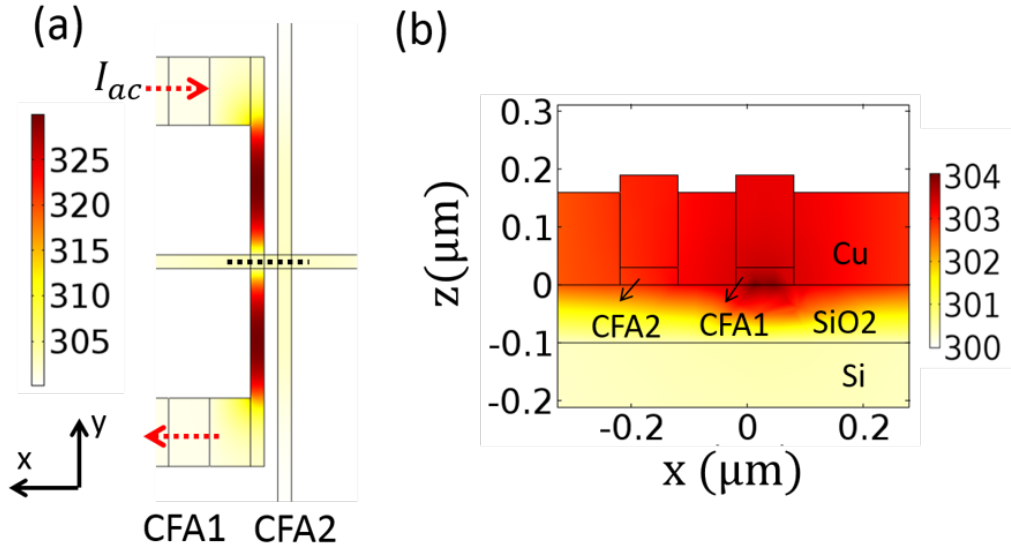 (a)
I_ac
325
320
315
310
305
y
x
CFA1 CFA2
(b)
z(μm)
0.3
0.2
0.1
0
-0.1
-0.2
Cu
CFA2 CFA1 SiO2
Si
-0.2 0 0.2
x (μm)
304
303
302
301
300